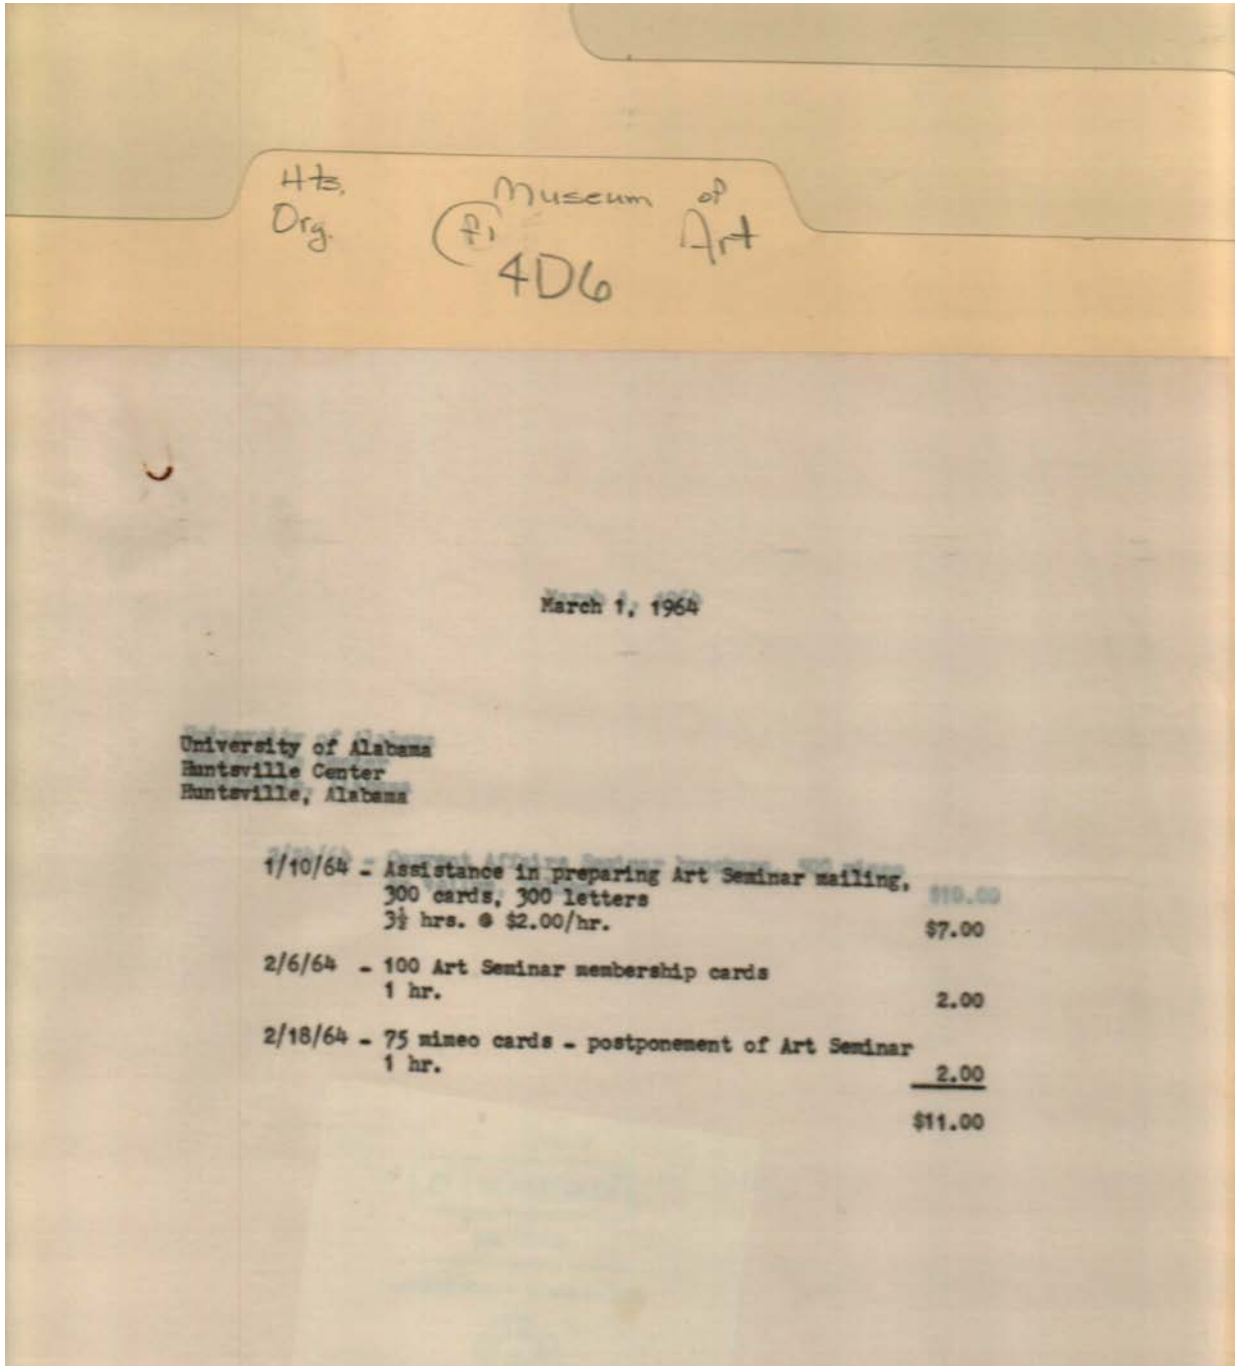 Hts. Museum of
Org. Art
4D6
March 1, 1964
University of Alabama
Huntsville Center
Huntsville, Alabama
1/10/64 - Assistance in preparing Art Seminar mailing,
300 cards, 300 letters
$10.00
3½ hrs. @ $2.00/hr. $7.00
2/6/64 - 100 Art Seminar membership cards
1 hr. 2.00
2/18/64 - 75 mimeo cards - postponement of Art Seminar
1 hr. 2.00
$11.00